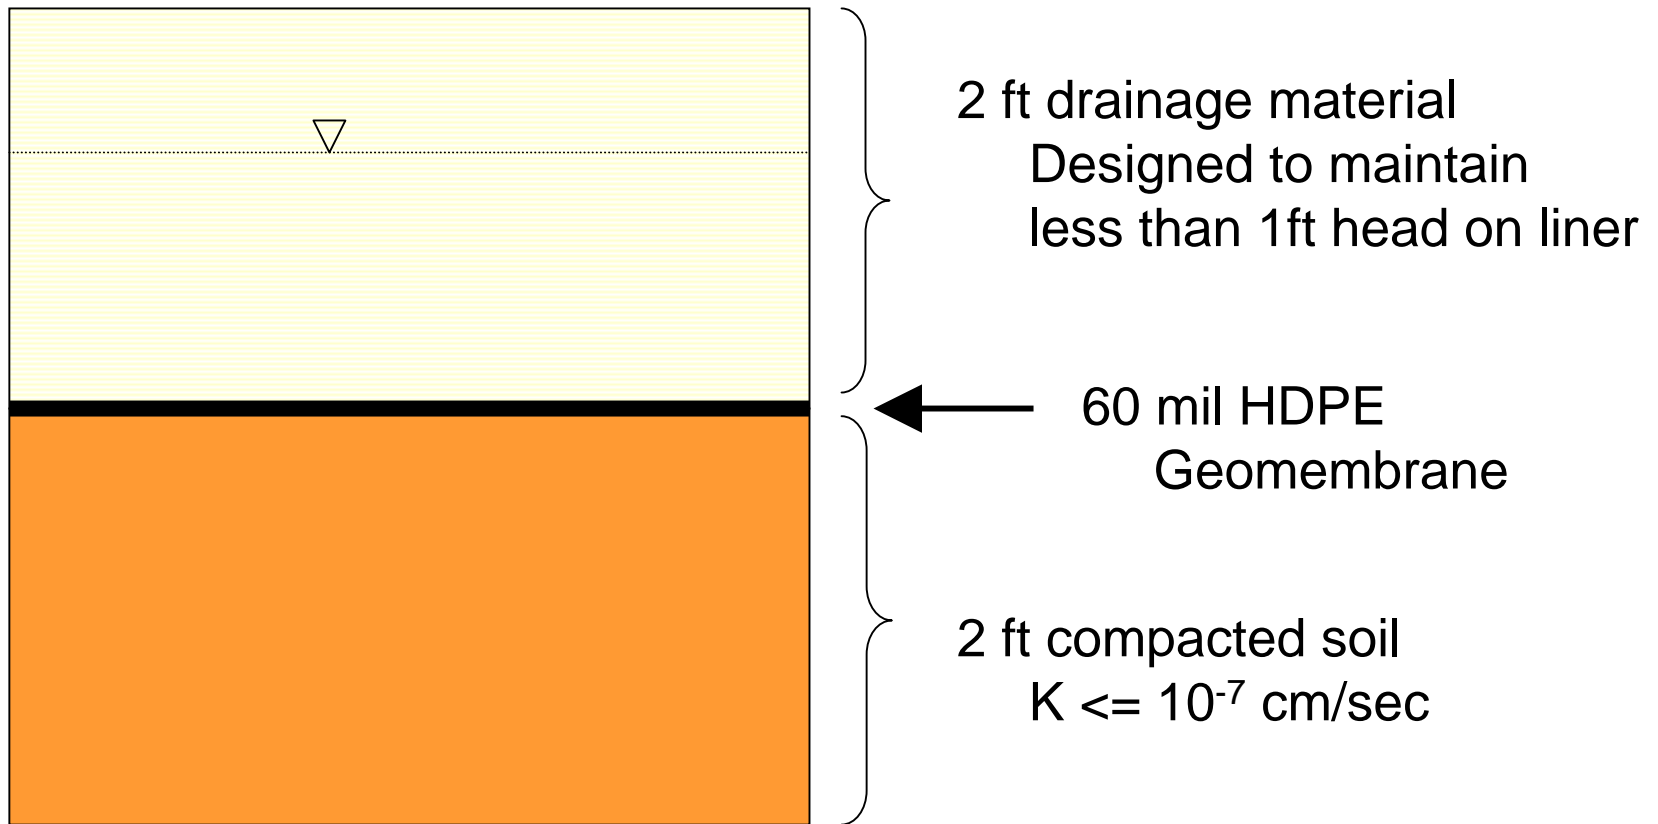 2 ft drainage material
Designed to maintain
less than 1ft head on liner
60 mil HDPE
Geomembrane
2 ft compacted soil
K <= 10⁻⁷ cm/sec